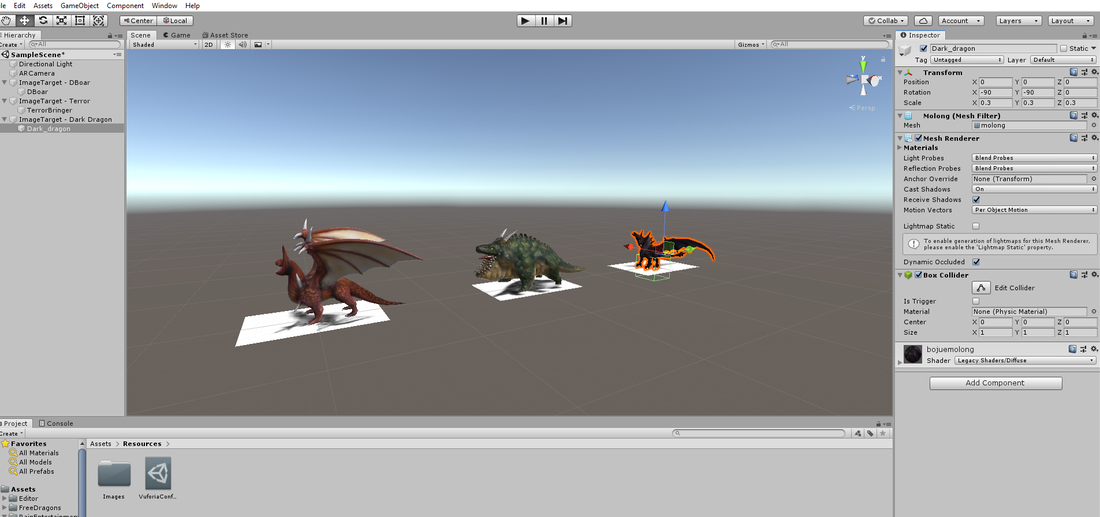 Edit Assets GameObject Component Window Help
Center Local Collab Account Layers Layout
Hierarchy Scene Game Asset Store Inspector
Create All Shaded 2D Gizmos All Dark_dragon Static
SampleScene* Tag Untagged Layer Default
Directional Light
ARCamera Transform
ImageTarget - DBoar Position X 0 Y 0 Z 0
DBoar Rotation X -90 Y -90 Z 0
ImageTarget - Terror Scale X 0.3 Y 0.3 Z 0.3
TerrorBringer
ImageTarget - Dark Dragon Molong (Mesh Filter)
Dark_dragon Mesh molong
y
Persp
Mesh Renderer
Materials
Light Probes Blend Probes
Reflection Probes Blend Probes
Anchor Override None (Transform)
Cast Shadows On
Receive Shadows
Motion Vectors Per Object Motion
Lightmap Static
To enable generation of lightmaps for this Mesh Renderer,
please enable the 'Lightmap Static' property.
Dynamic Occluded
Box Collider
Edit Collider
Is Trigger
Material None (Physic Material)
Center X 0 Y 0 Z 0
Size X 1 Y 1 Z 1
bojuemolong
Shader Legacy Shaders/Diffuse
Add Component
Project Console
Create
Favorites Assets Resources
All Materials
All Models
All Prefabs
Assets
Editor Images VuforiaConf...
FreeDragons